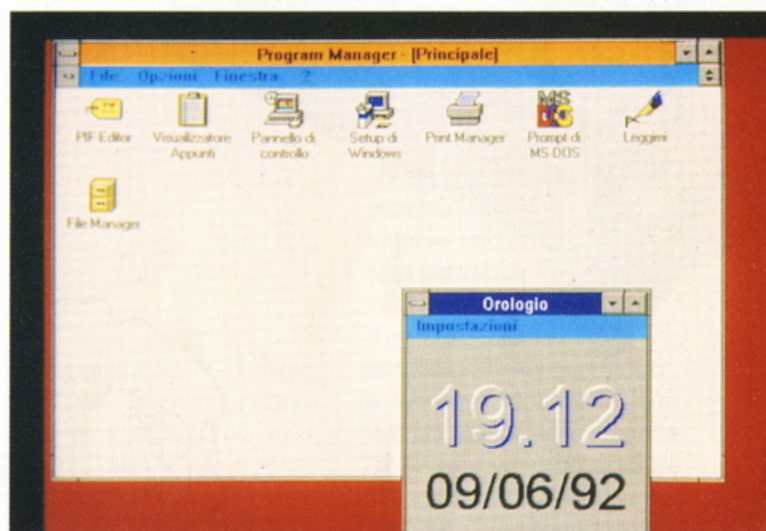 Program Manager - [Principale]
File Opzioni Finestra ?
PIF Editor
Visualizzatore Appunti
Pannello di controllo
Setup di Windows
Print Manager
Prompt di MS-DOS
Leggimi
File Manager
Orologio
Impostazioni
19.12
09/06/92